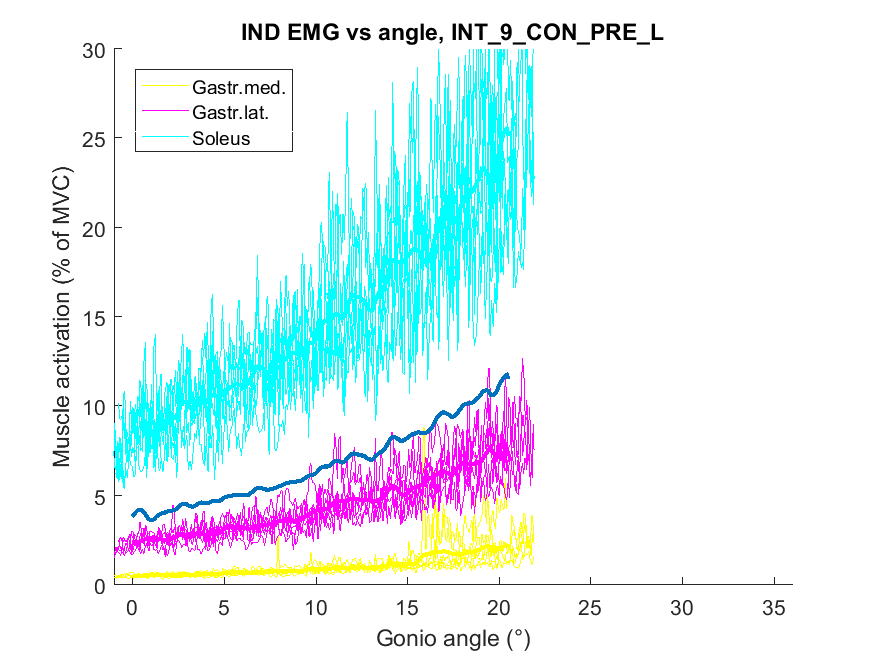 IND EMG vs angle, INT_9_CON_PRE_L
30
25
20
15
10
5
0
Muscle activation (% of MVC)
Gastr.med.
Gastr.lat.
Soleus
0 5 10 15 20 25 30 35
Gonio angle (°)